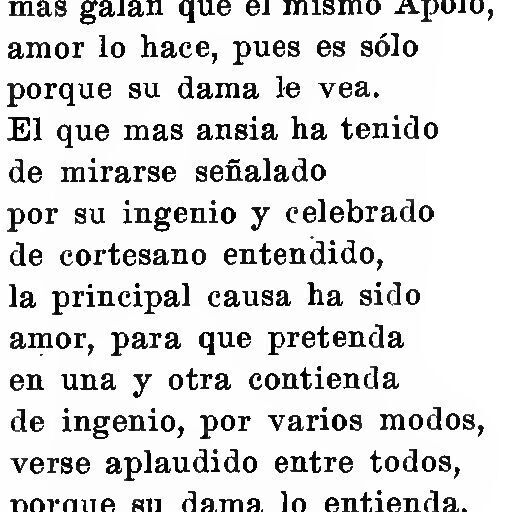 mas galan que el mismo Apolo,
amor lo hace, pues es sólo
porque su dama le vea.
El que mas ansia ha tenido
de mirarse señalado
por su ingenio y celebrado
de cortesano entendido,
la principal causa ha sido
amor, para que pretenda
en una y otra contienda
de ingenio, por varios modos,
verse aplaudido entre todos,
porque su dama lo entienda.